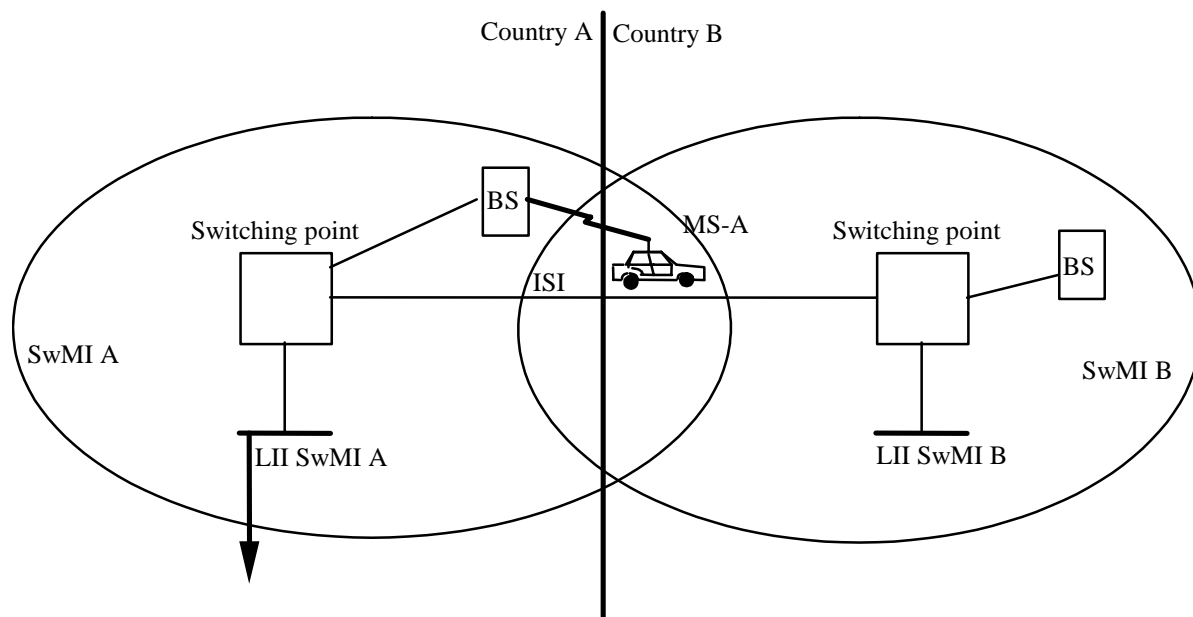 Country A
Country B
BS
MS-A
Switching point
Switching point
BS
ISI
SwMI A
SwMI B
LII SwMI A
LII SwMI B